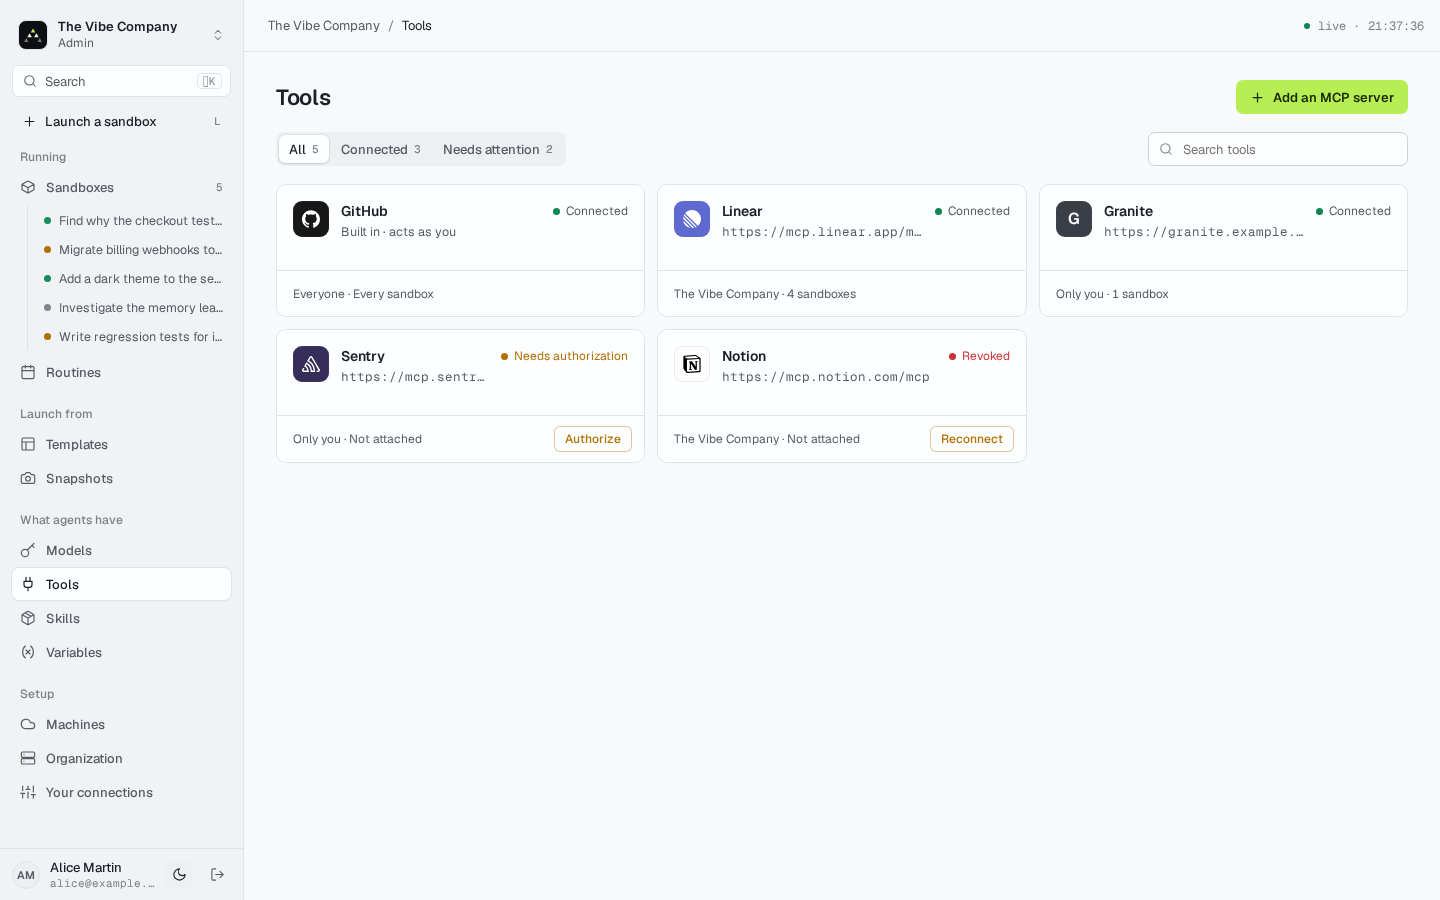 The Vibe Company
Admin
Search
K
Launch a sandbox
L
Running
Sandboxes
5
Find why the checkout test…
Migrate billing webhooks to…
Add a dark theme to the se…
Investigate the memory lea…
Write regression tests for i…
Routines
Launch from
Templates
Snapshots
What agents have
Models
Tools
Skills
Variables
Setup
Machines
Organization
Your connections
AM
Alice Martin
alice@example.…
The Vibe Company / Tools
live · 21:37:36
Tools
Add an MCP server
All 5
Connected 3
Needs attention 2
Search tools
GitHub
Connected
Built in · acts as you
Everyone · Every sandbox
Linear
Connected
https://mcp.linear.app/m…
The Vibe Company · 4 sandboxes
G
Granite
Connected
https://granite.example.…
Only you · 1 sandbox
Sentry
Needs authorization
https://mcp.sentr…
Only you · Not attached
Authorize
Notion
Revoked
https://mcp.notion.com/mcp
The Vibe Company · Not attached
Reconnect